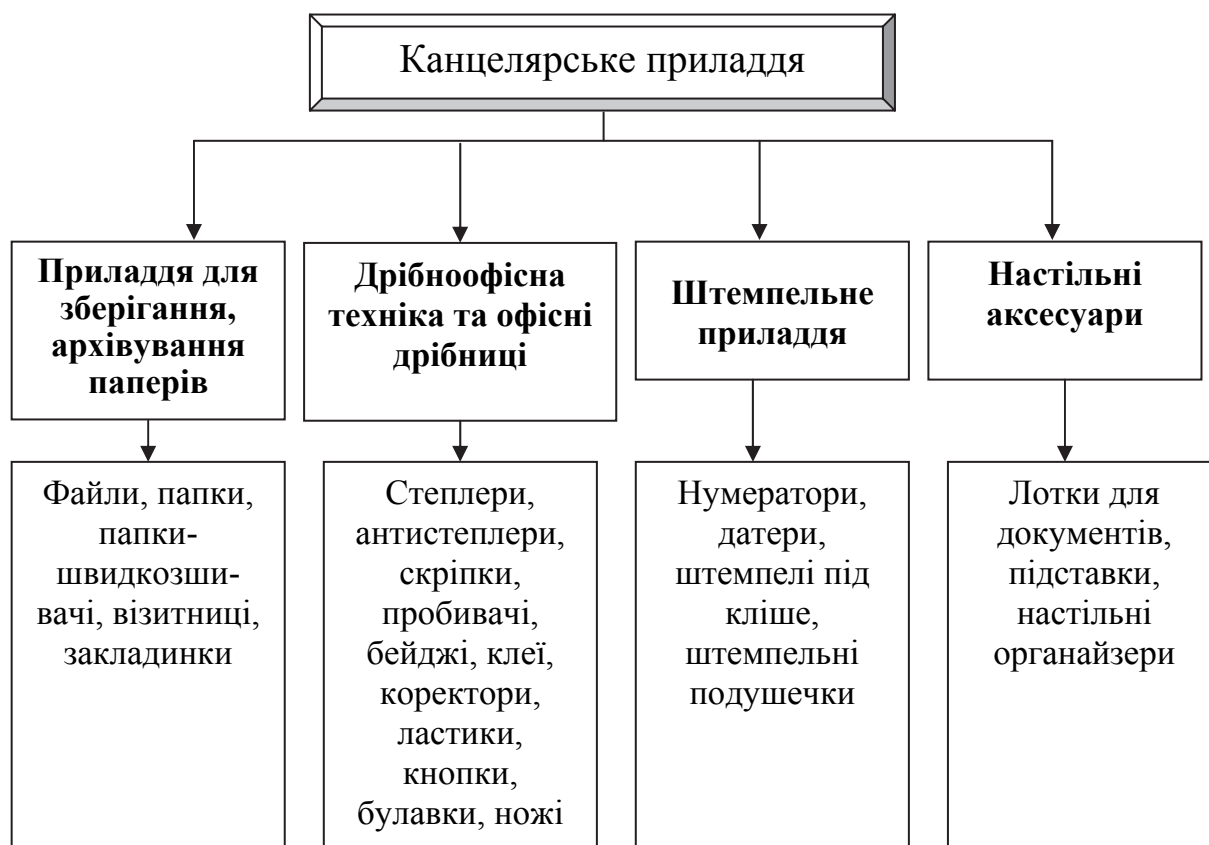 Канцелярське приладдя
Приладдя для
зберігання,
архівування
паперів
Дрібноофісна
техніка та офісні
дрібниці
Штемпельне
приладдя
Настільні
аксесуари
Файли, папки,
папки-
швидкозши-
вачі, візитниці,
закладинки
Степлери,
антистеплери,
скріпки,
пробивачі,
бейджі, клеї,
коректори,
ластики,
кнопки,
булавки, ножі
Нумератори,
датери,
штемпелі під
кліше,
штемпельні
подушечки
Лотки для
документів,
підставки,
настільні
органайзери